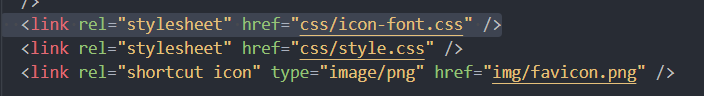 />
<link rel="stylesheet" href="css/icon-font.css" />
<link rel="stylesheet" href="css/style.css" />
<link rel="shortcut icon" type="image/png" href="img/favicon.png" />